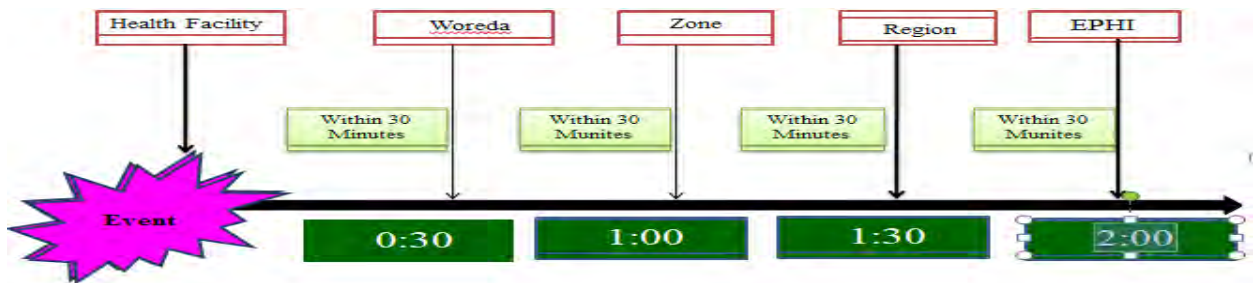 Health Facility
Woreda
Zone
Region
EPHI
Within 30
Minutes
Within 30
Munites
Within 30
Minutes
Within 30
Munites
Event
0:30
1:00
1:30
2:00